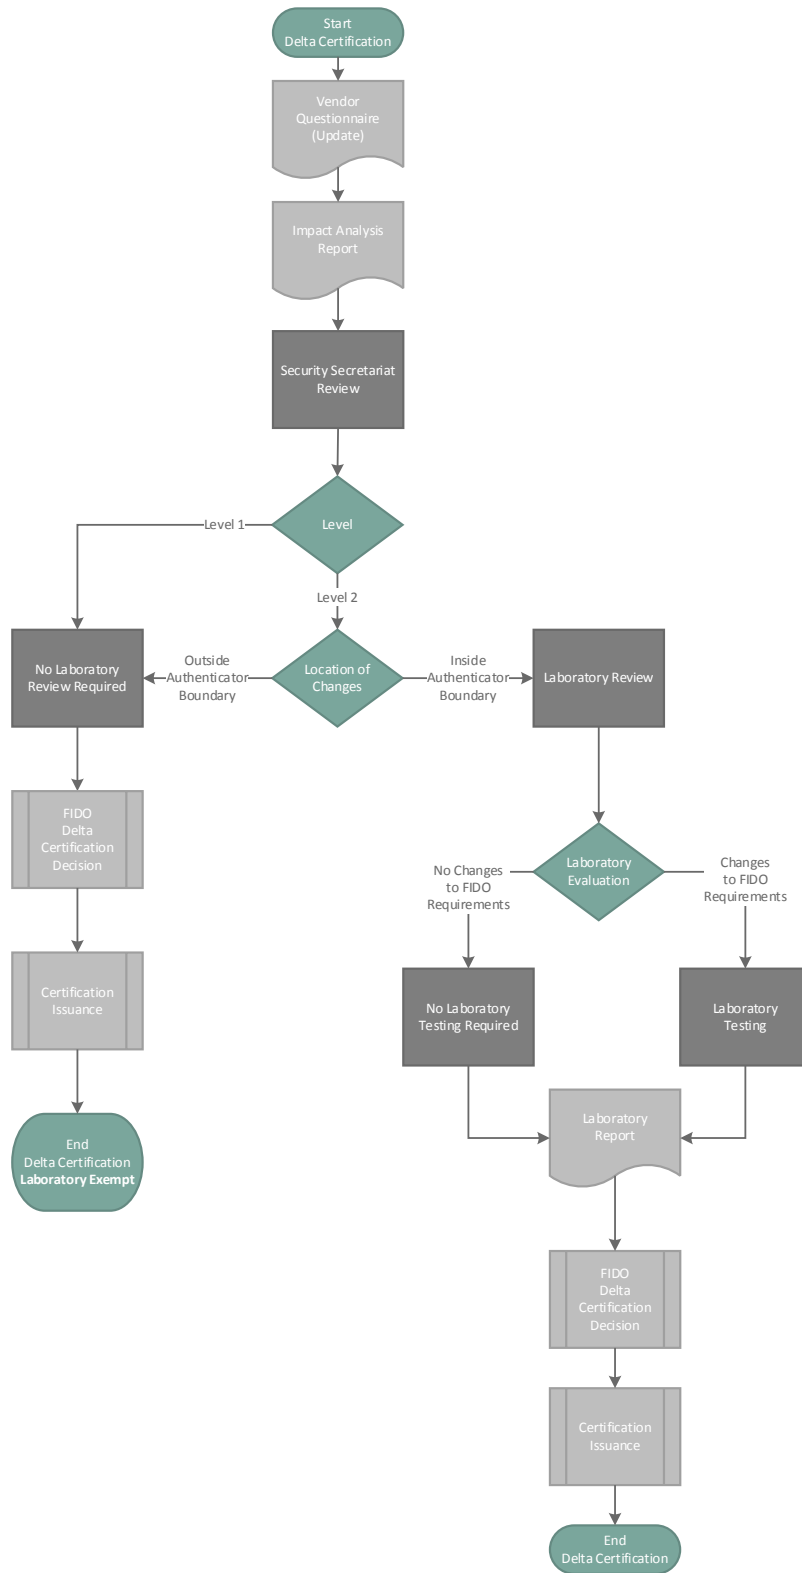 Start
Delta Certification
Vendor
Questionnaire
(Update)
Impact Analysis
Report
Security Secretariat
Review
Level
Level 1
Level 2
No Laboratory
Review Required
Outside
Authenticator
Boundary
Location of
Changes
Inside
Authenticator
Boundary
Laboratory Review
FIDO
Delta
Certification
Decision
No Changes
to FIDO
Requirements
Laboratory
Evaluation
Changes
to FIDO
Requirements
Certification
Issuance
No Laboratory
Testing Required
Laboratory
Testing
End
Delta Certification
Laboratory Exempt
Laboratory
Report
FIDO
Delta
Certification
Decision
Certification
Issuance
End
Delta Certification